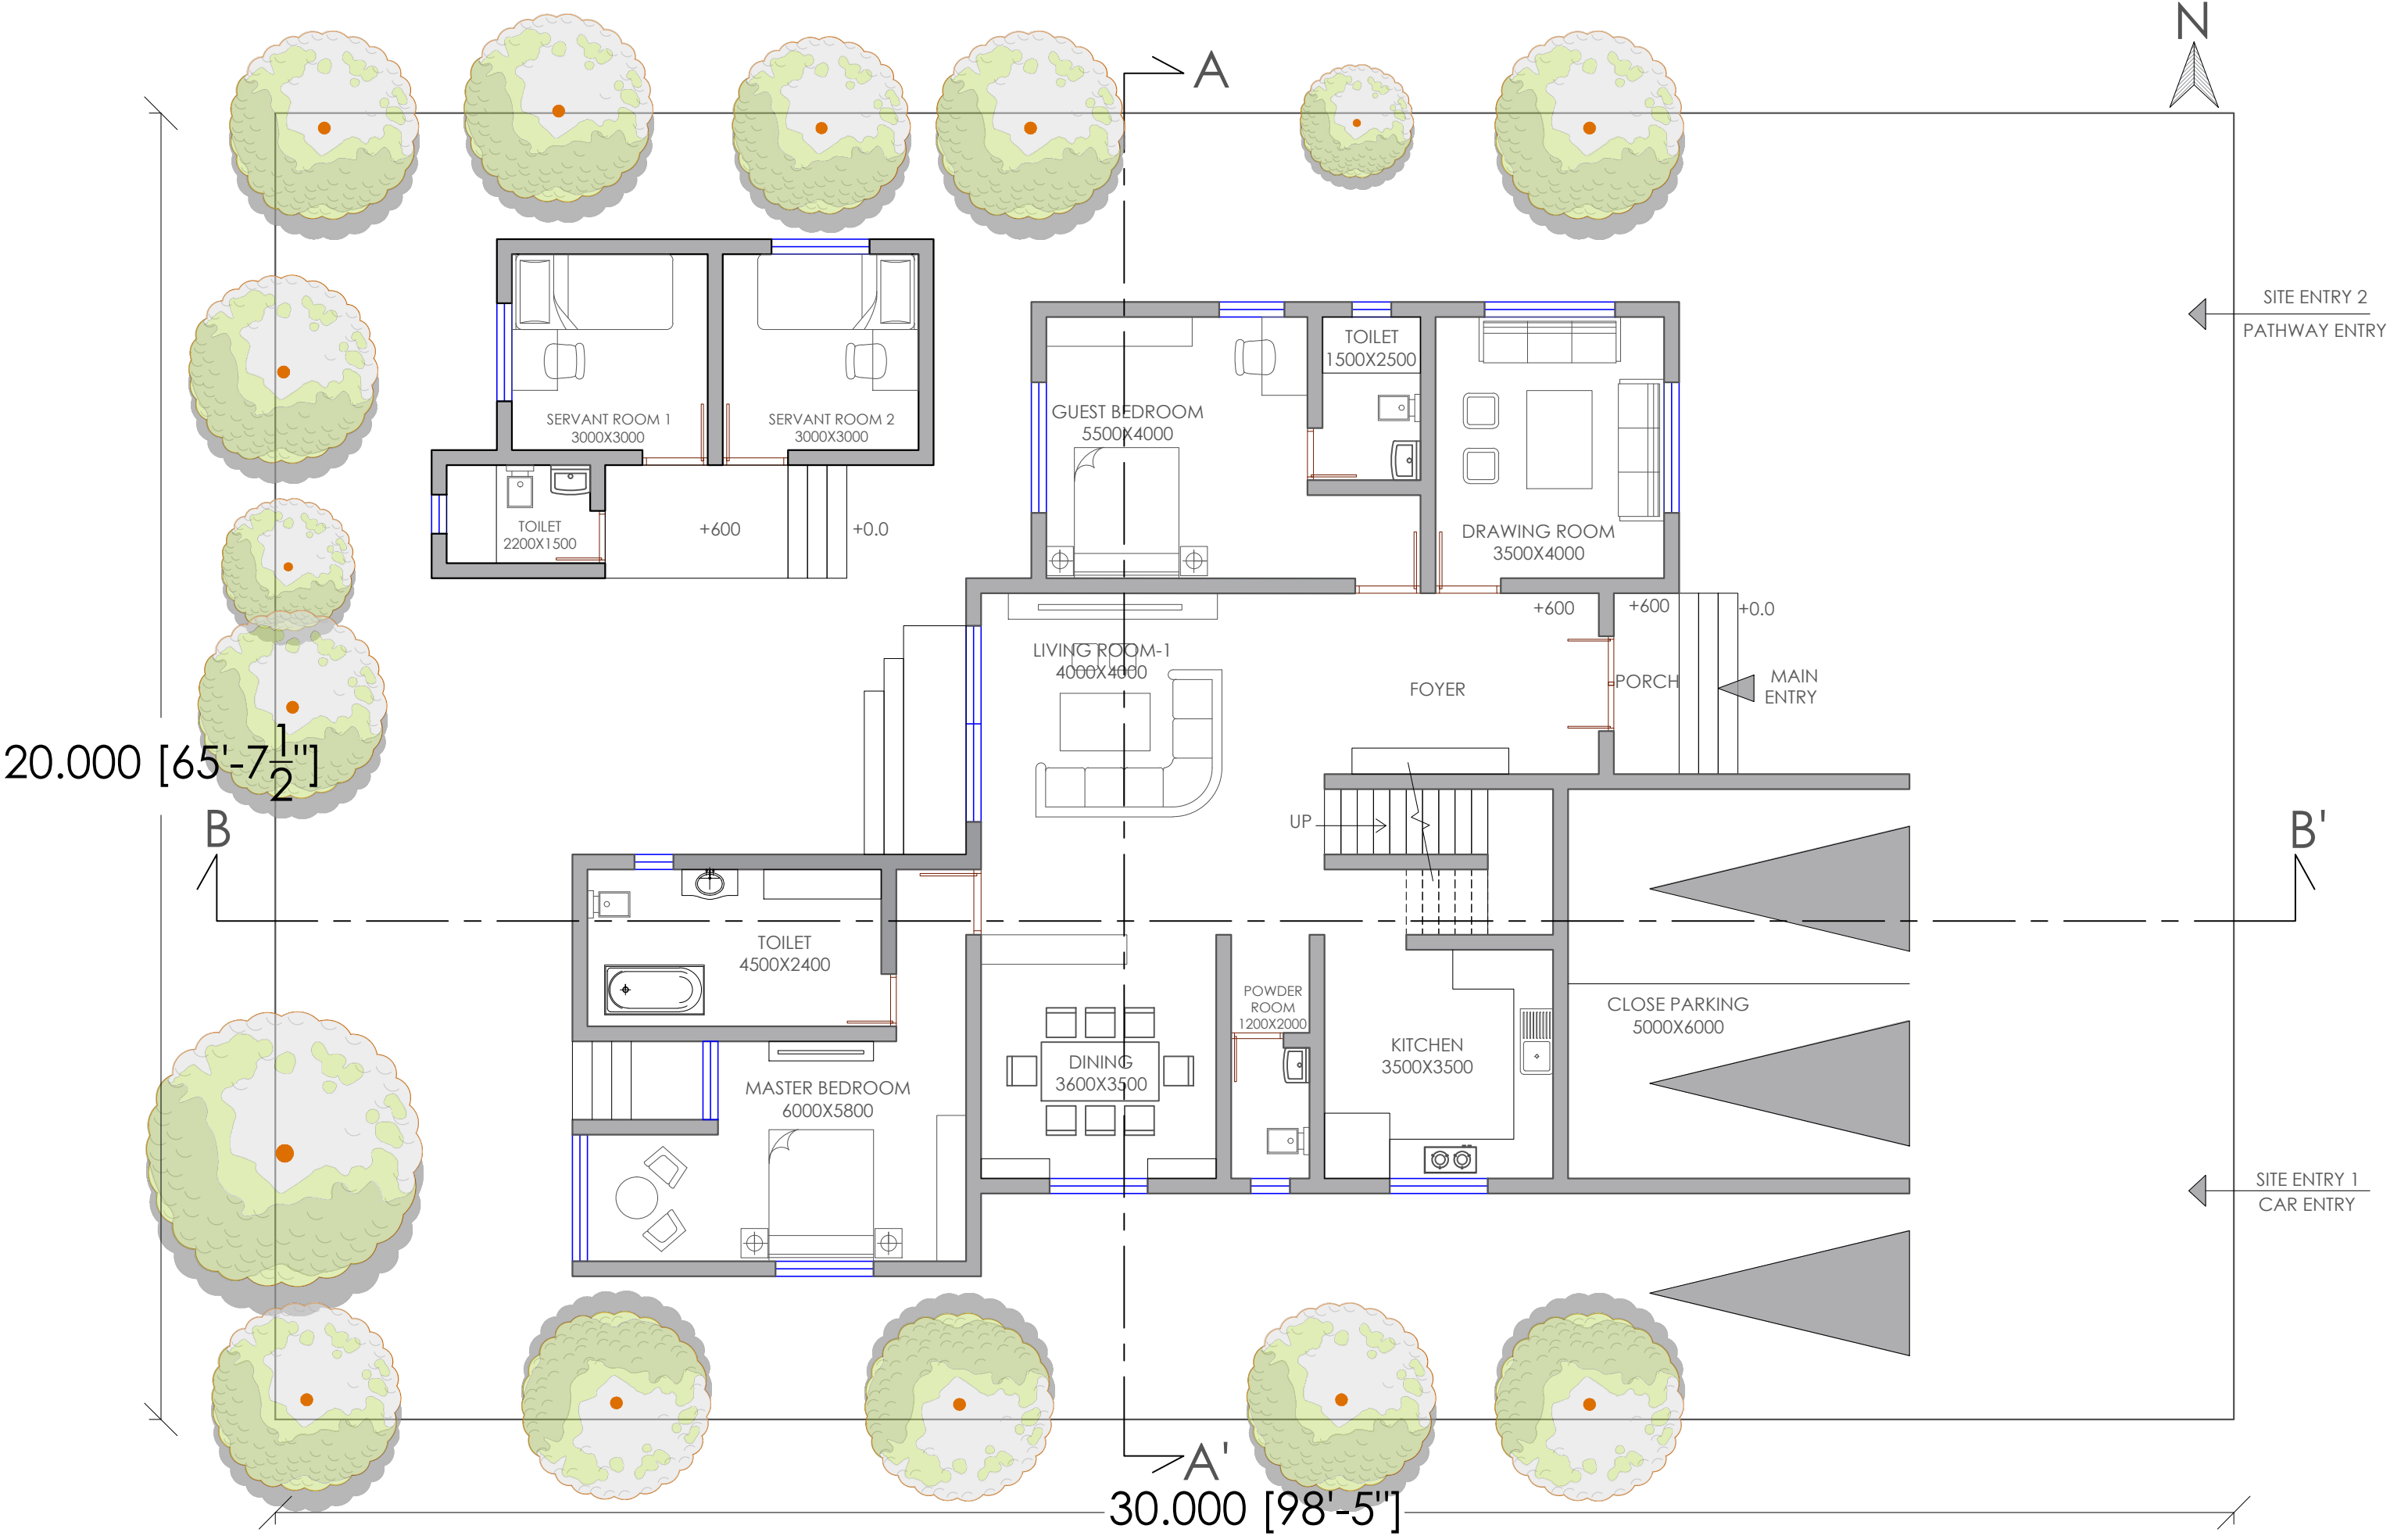 N
A
SITE ENTRY 2
PATHWAY ENTRY
TOILET
1500X2500
GUEST BEDROOM
5500X4000
SERVANT ROOM 1
3000X3000
SERVANT ROOM 2
3000X3000
TOILET
2200X1500
+600
+0.0
DRAWING ROOM
3500X4000
+600
+600
+0.0
LIVING ROOM-1
4000X4000
FOYER
PORCH
MAIN
ENTRY
20.000 [65'-7 1/2"]
B
UP
B'
TOILET
4500X2400
POWDER
ROOM
1200X2000
CLOSE PARKING
5000X6000
KITCHEN
3500X3500
DINING
3600X3500
MASTER BEDROOM
6000X5800
SITE ENTRY 1
CAR ENTRY
A'
30.000 [98'-5"]